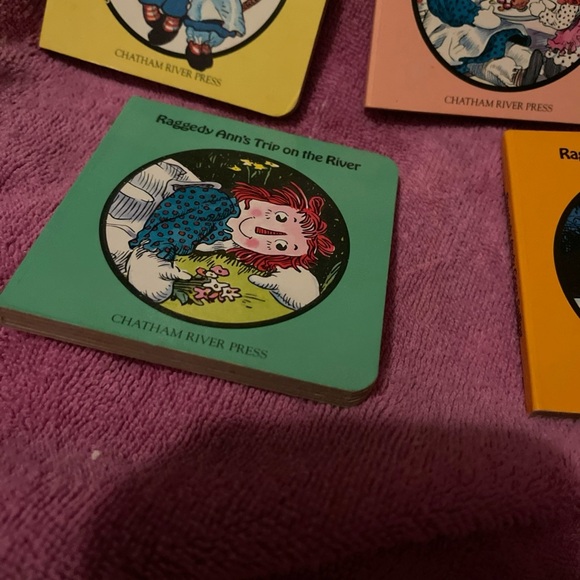 CHATHAM RIVER PRESS
CHATHAM RIVER PRESS
Raggedy Ann's Trip on the River
CHATHAM RIVER PRESS